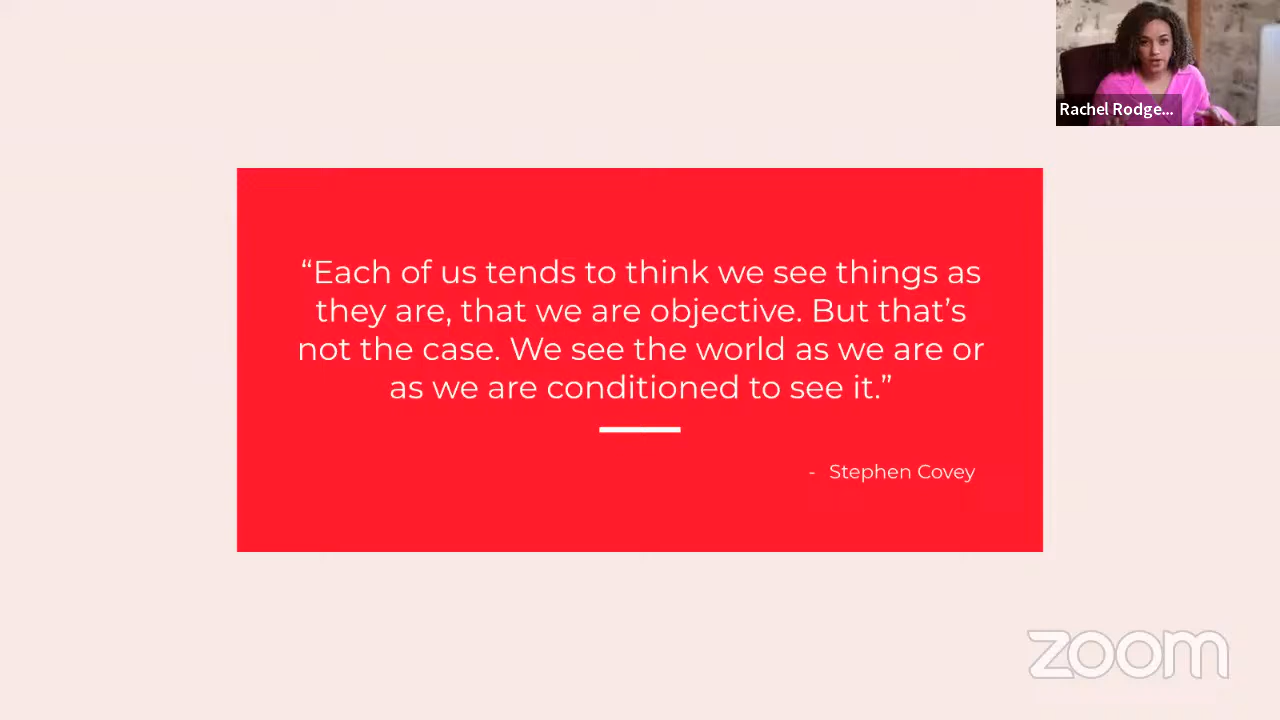 Rachel Rodge...
“Each of us tends to think we see things as
they are, that we are objective. But that’s
not the case. We see the world as we are or
as we are conditioned to see it.”
- Stephen Covey
zoom